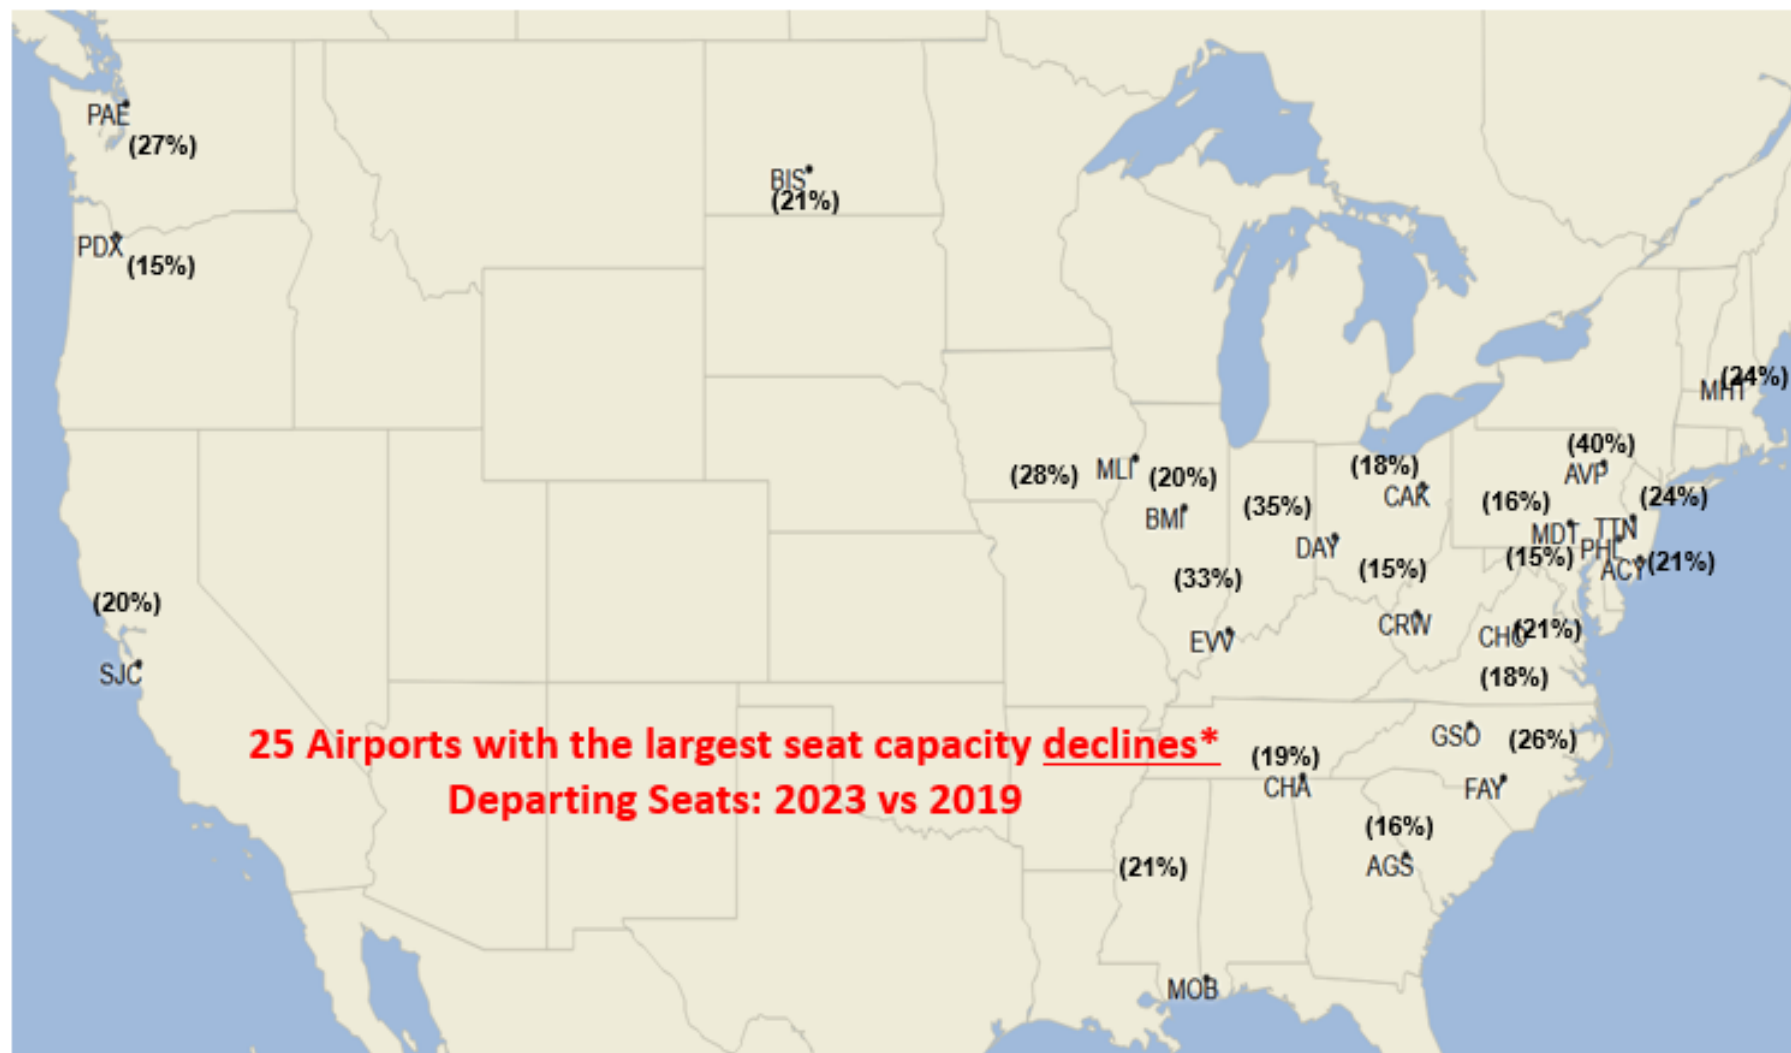 PAE
(27%)
BIS
(21%)
PDX
(15%)
(24%)
MHT
(40%)
AVP
(28%)
MLI
(20%)
BMI
(35%)
(18%)
CAK
(16%)
(24%)
MDT
TTN
PHL
DAY
(15%)
(15%)
ACY
(21%)
(33%)
(20%)
SJC
EVV
CRW
CHO
(21%)
(18%)
25 Airports with the largest seat capacity declines*
Departing Seats: 2023 vs 2019
GSO
(26%)
(19%)
CHA
FAY
(16%)
(21%)
AGS
MOB